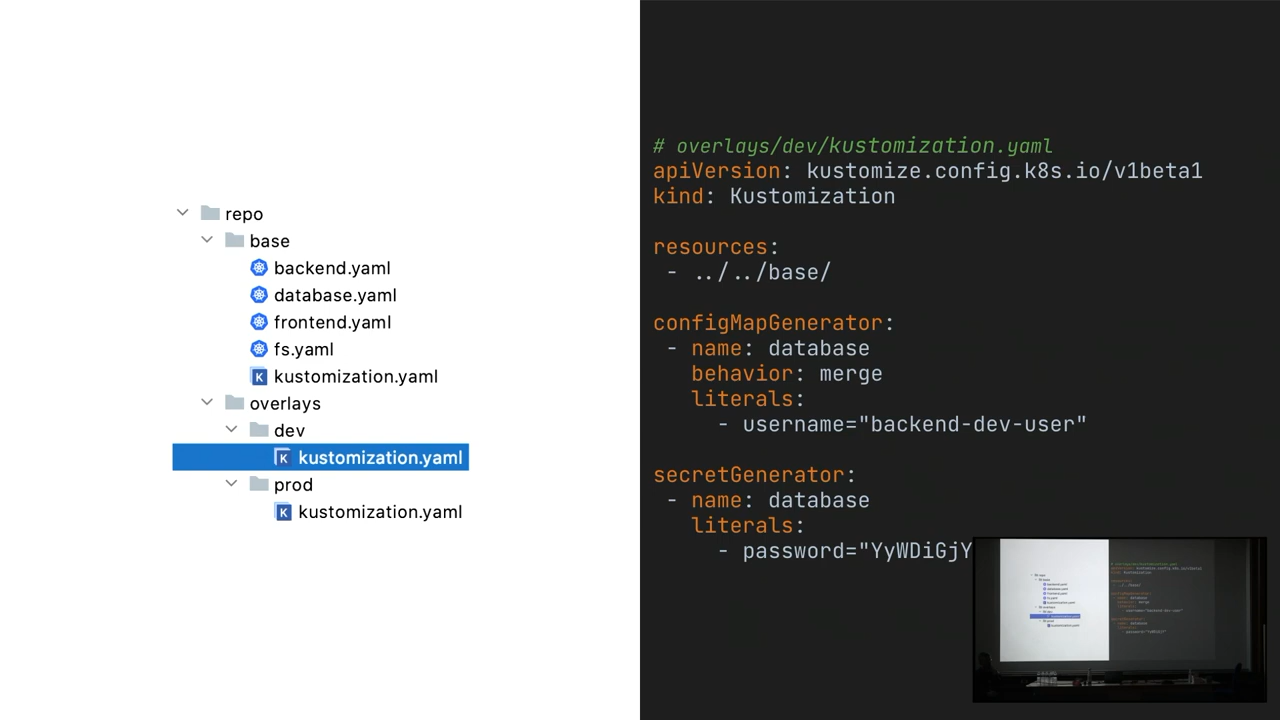 repo
base
backend.yaml
database.yaml
frontend.yaml
fs.yaml
kustomization.yaml
overlays
dev
kustomization.yaml
prod
kustomization.yaml
# overlays/dev/kustomization.yaml
apiVersion: kustomize.config.k8s.io/v1beta1
kind: Kustomization
resources:
- ../../base/
configMapGenerator:
- name: database
behavior: merge
literals:
- username="backend-dev-user"
secretGenerator:
- name: database
literals:
- password="YyWDiGjY